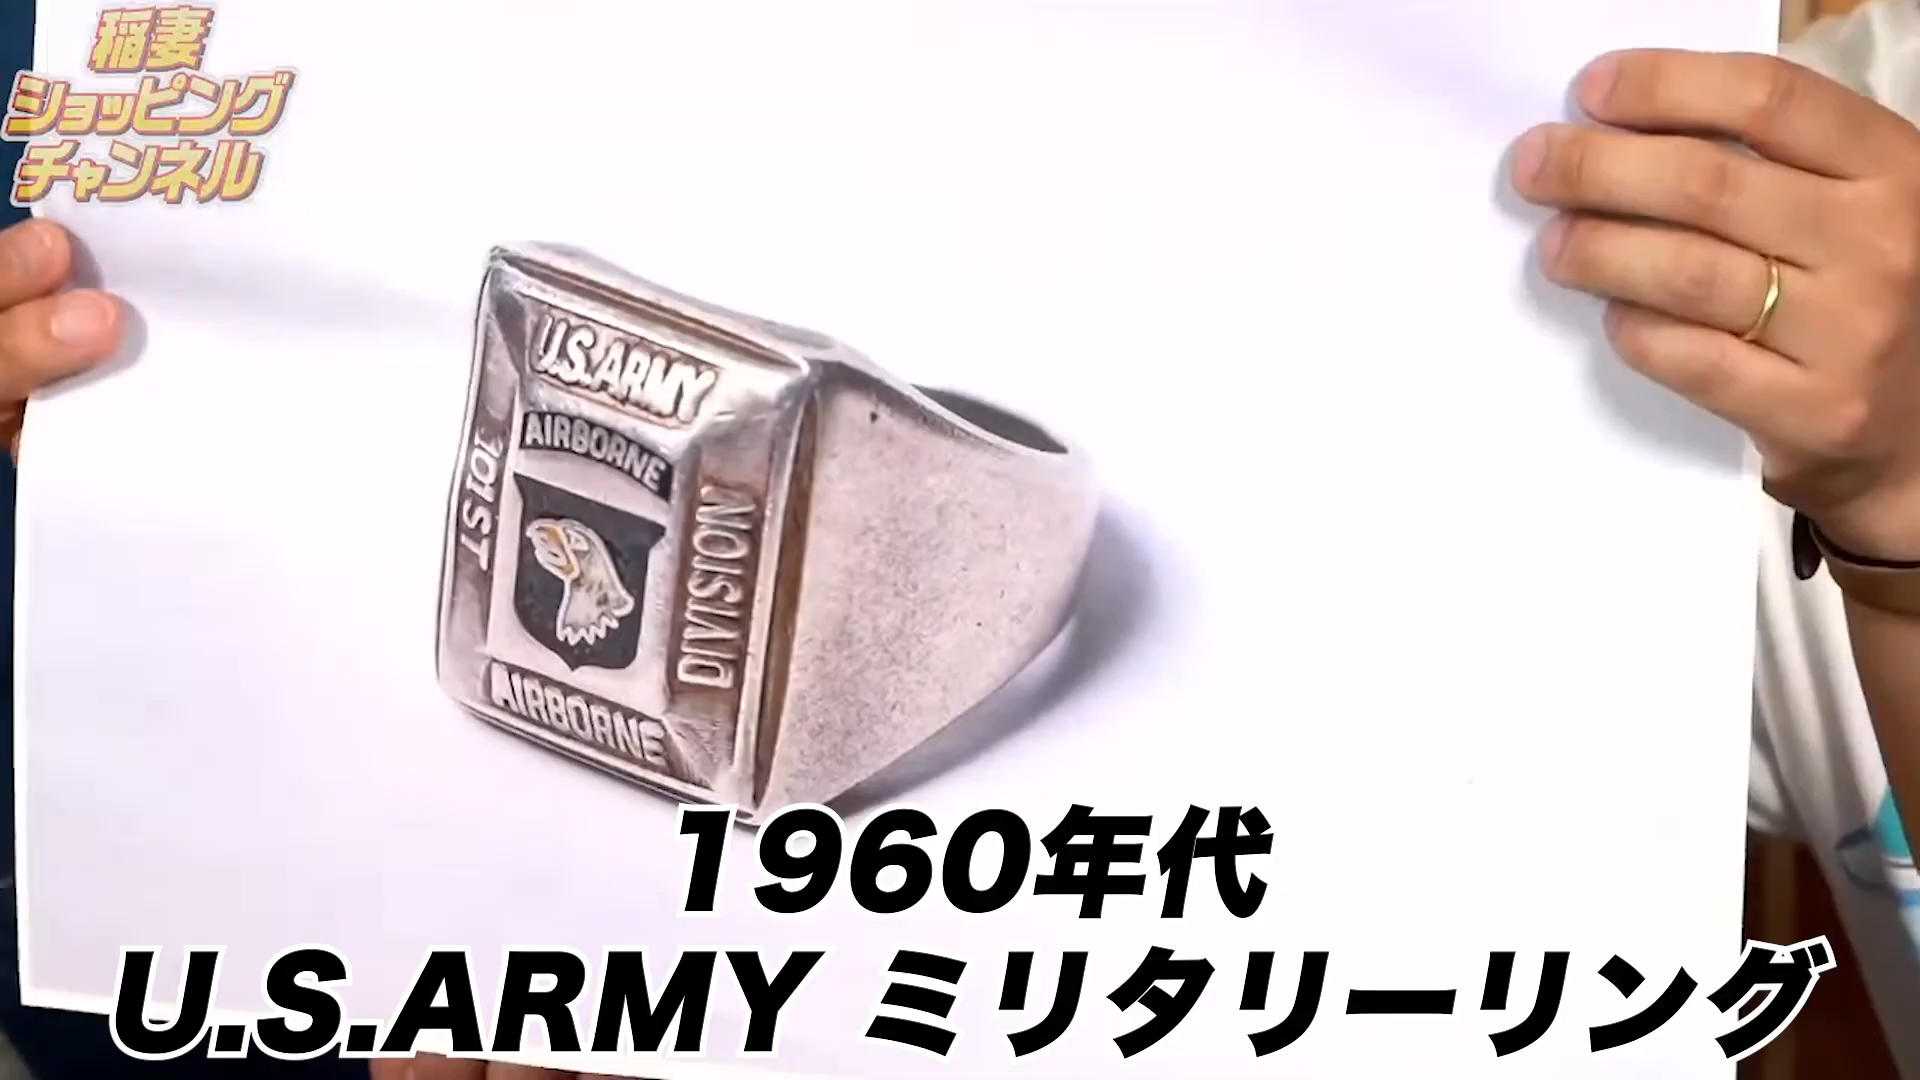 稲妻
ショッピング
チャンネル
U.S.ARMY
AIRBORNE
101ST
DIVISION
AIRBORNE
1960年代
U.S.ARMY ミリタリーリング